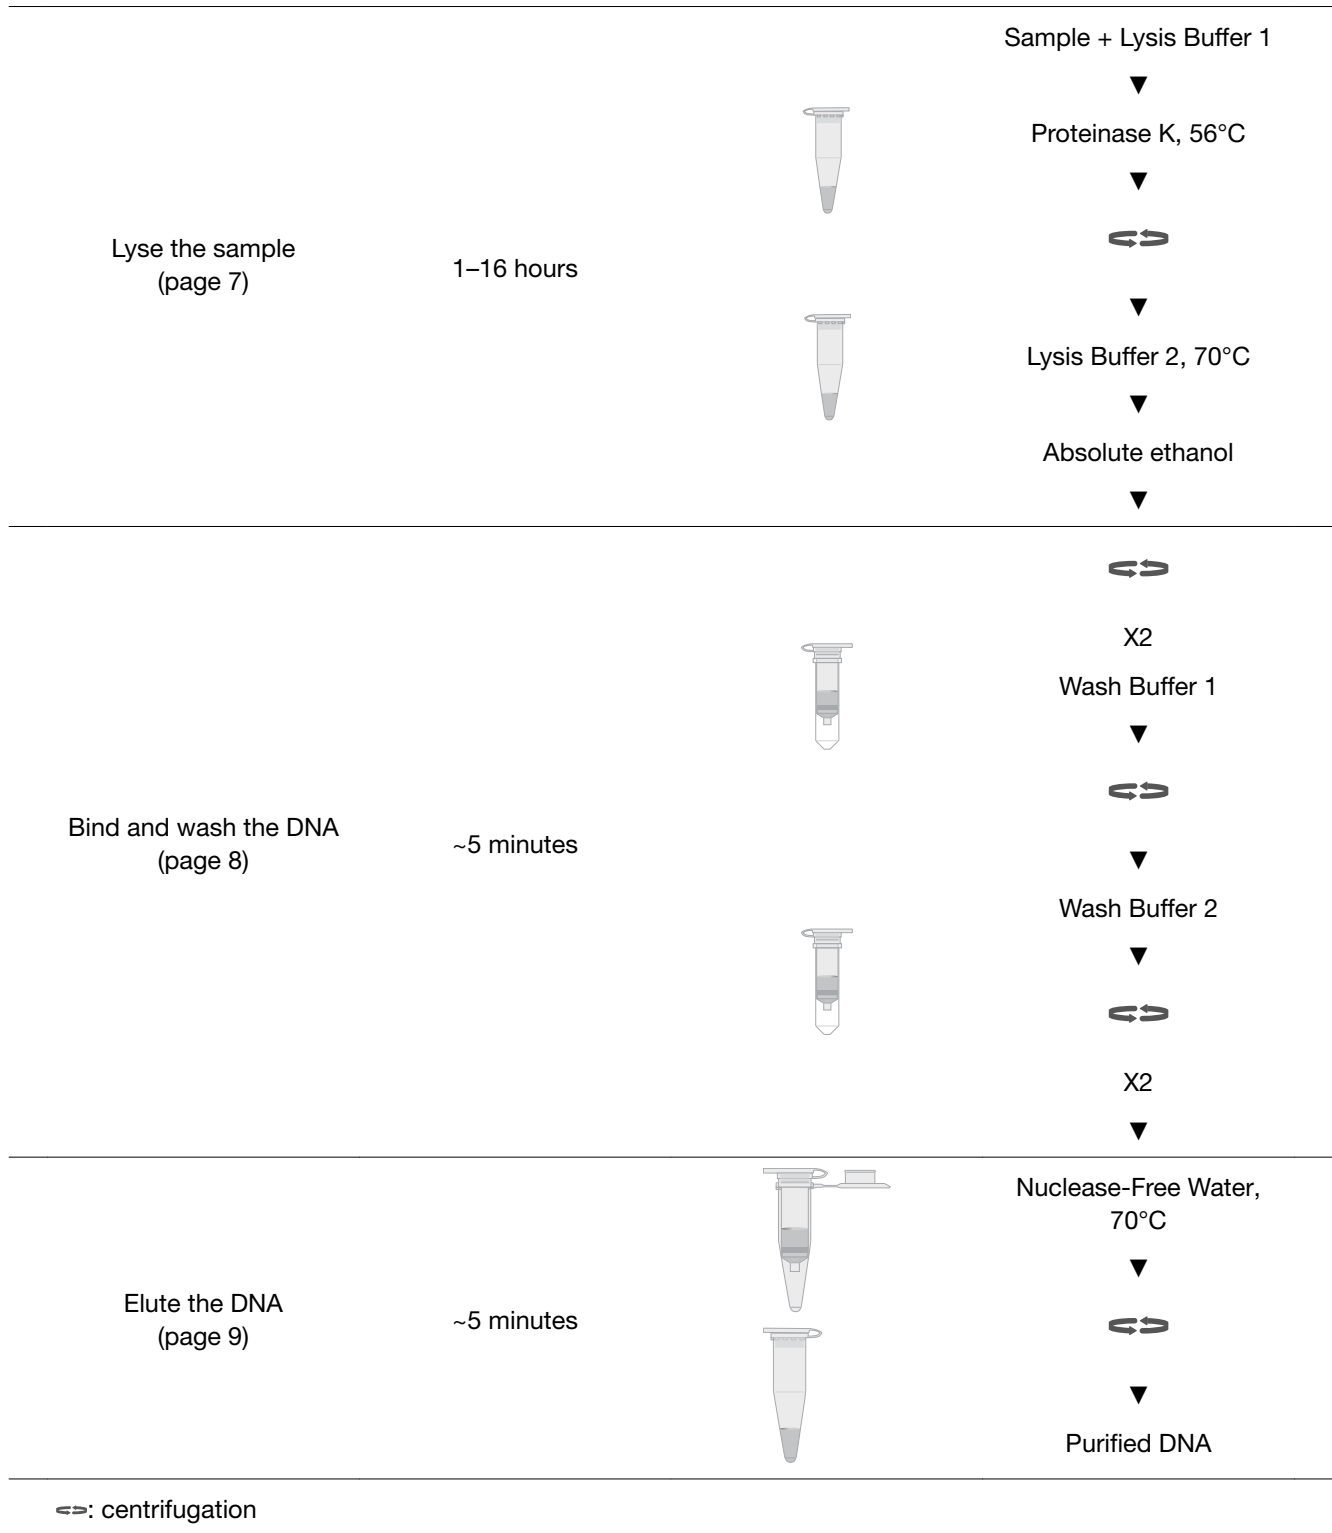 Sample + Lysis Buffer 1
▼
Proteinase K, 56°C
▼
▼
Lyse the sample
(page 7)
1–16 hours
Lysis Buffer 2, 70°C
▼
Absolute ethanol
▼
X2
Wash Buffer 1
▼
Bind and wash the DNA
(page 8)
~5 minutes
▼
Wash Buffer 2
▼
X2
▼
Nuclease-Free Water,
70°C
▼
Elute the DNA
(page 9)
~5 minutes
▼
Purified DNA
: centrifugation